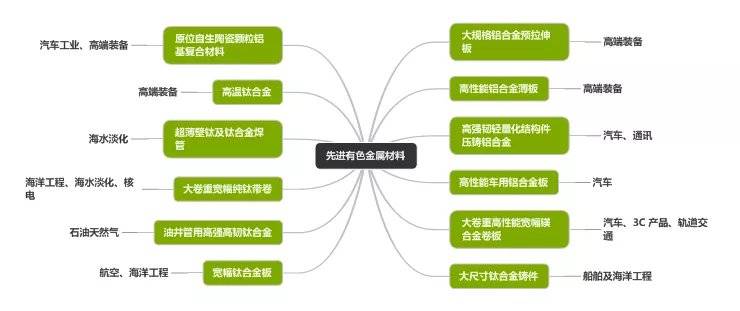 汽车工业、高端装备
原位自生陶瓷颗粒铝
基复合材料
高端装备
高温钛合金
海水淡化
超薄壁钛及钛合金焊
管
海洋工程、海水淡化、核
电
大卷重宽幅纯钛带卷
石油天然气
油井管用高强高韧钛合金
航空、海洋工程
宽幅钛合金板
先进有色金属材料
大规格铝合金预拉伸
板
高端装备
高性能铝合金薄板
高端装备
高强韧轻量化结构件
压铸铝合金
汽车、通讯
高性能车用铝合金板
汽车
大卷重高性能宽幅镁
合金卷板
汽车、3C 产品、轨道交
通
大尺寸钛合金铸件
船舶及海洋工程